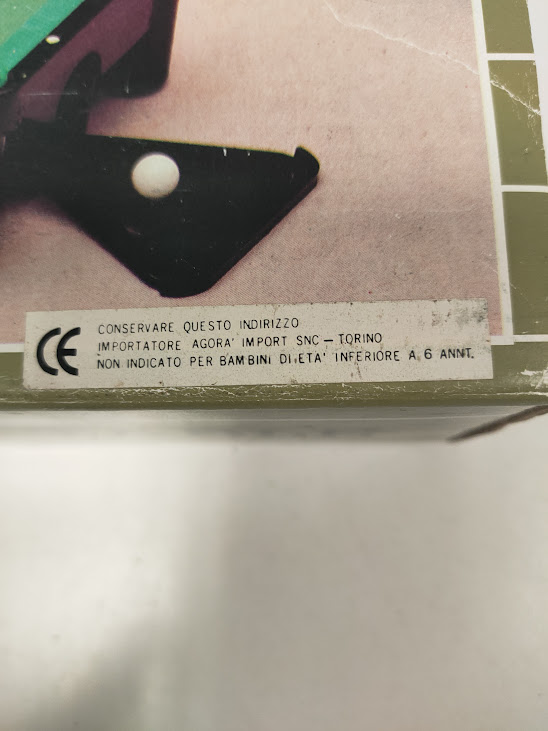 CE
CONSERVARE QUESTO INDIRIZZO
IMPORTATORE AGORA' IMPORT SNC – TORINO
NON INDICATO PER BAMBINI DI ETA' INFERIORE A 6 ANNI.